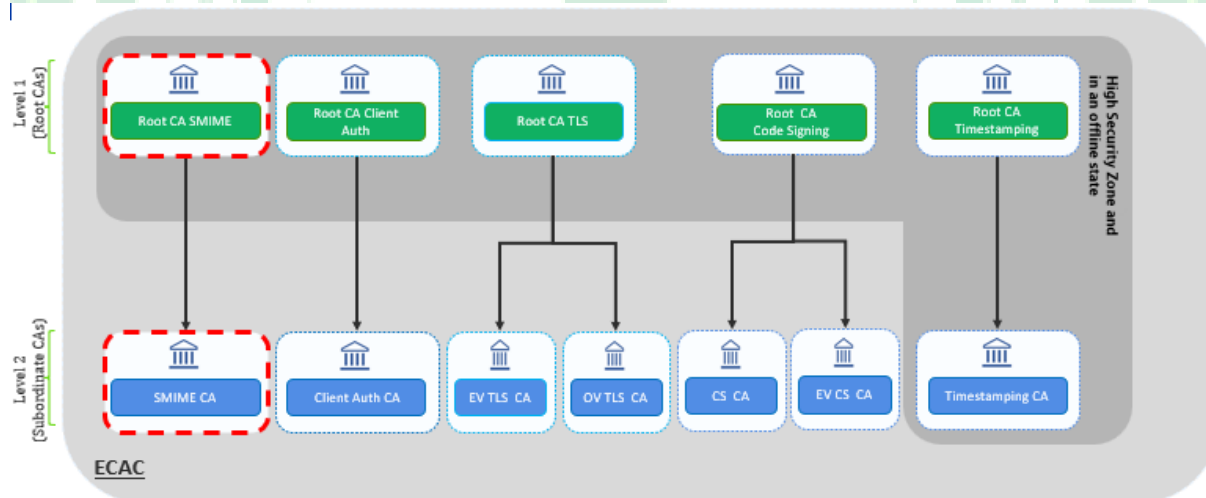 Level 1
(Root CAs)
Root CA SMIME
Root CA Client
Auth
Root CA TLS
Root CA
Code Signing
Root CA
Timestamping
High Security Zone and
in an offline state
Level 2
(Subordinate CAs)
SMIME CA
Client Auth CA
EV TLS CA
OV TLS CA
CS CA
EV CS CA
Timestamping CA
ECAC